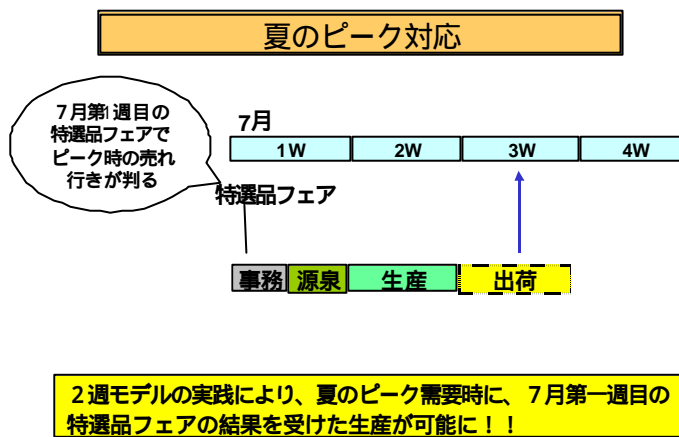 夏のピーク対応
7月第1週目の
特選品フェアで
ピーク時の売れ
行きが判る
7月
1W 2W 3W 4W
特選品フェア
事務 源泉 生産 出荷
2週モデルの実践により、夏のピーク需要時に、7月第一週目の
特選品フェアの結果を受けた生産が可能に！！